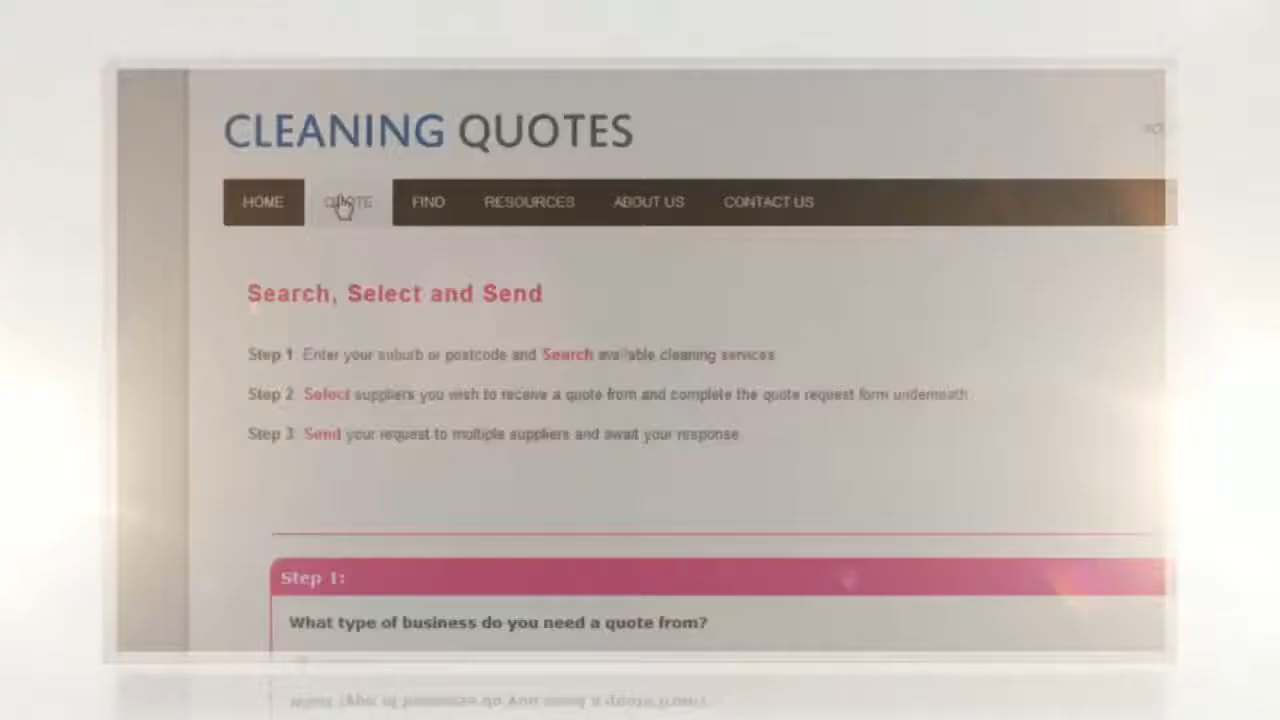 CLEANING QUOTES
HOME QUOTE FIND RESOURCES ABOUT US CONTACT US
Search, Select and Send
Step 1. Enter your suburb or postcode and Search available cleaning services
Step 2. Select suppliers you wish to receive a quote from and complete the quote request form underneath
Step 3. Send your request to multiple suppliers and await your response.
Step 1:
What type of business do you need a quote from?